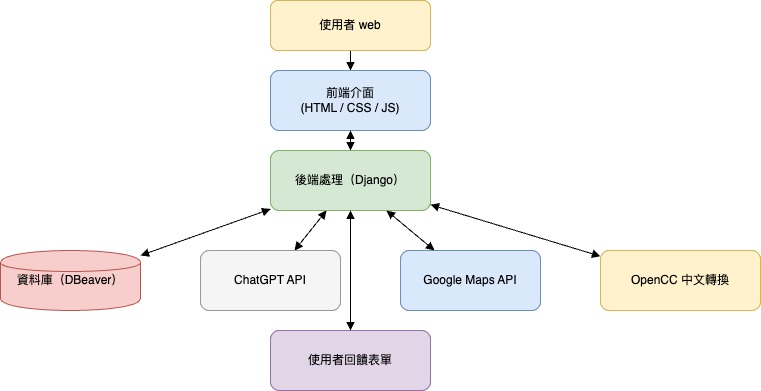 使用者 web
前端介面
(HTML / CSS / JS)
後端處理（Django）
資料庫（DBeaver）
ChatGPT API
Google Maps API
OpenCC 中文轉換
使用者回饋表單